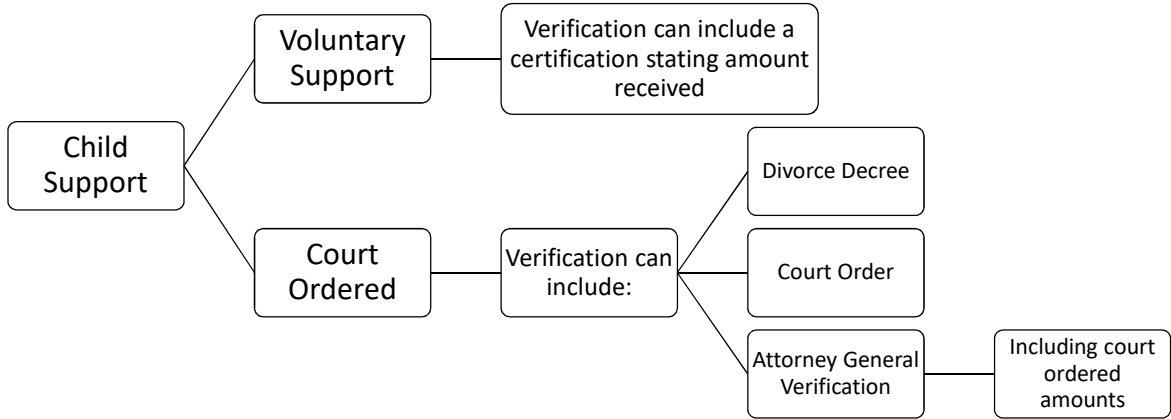 Child
Support
Voluntary
Support
Verification can include a
certification stating amount
received
Court
Ordered
Verification can
include:
Divorce Decree
Court Order
Attorney General
Verification
Including court
ordered
amounts